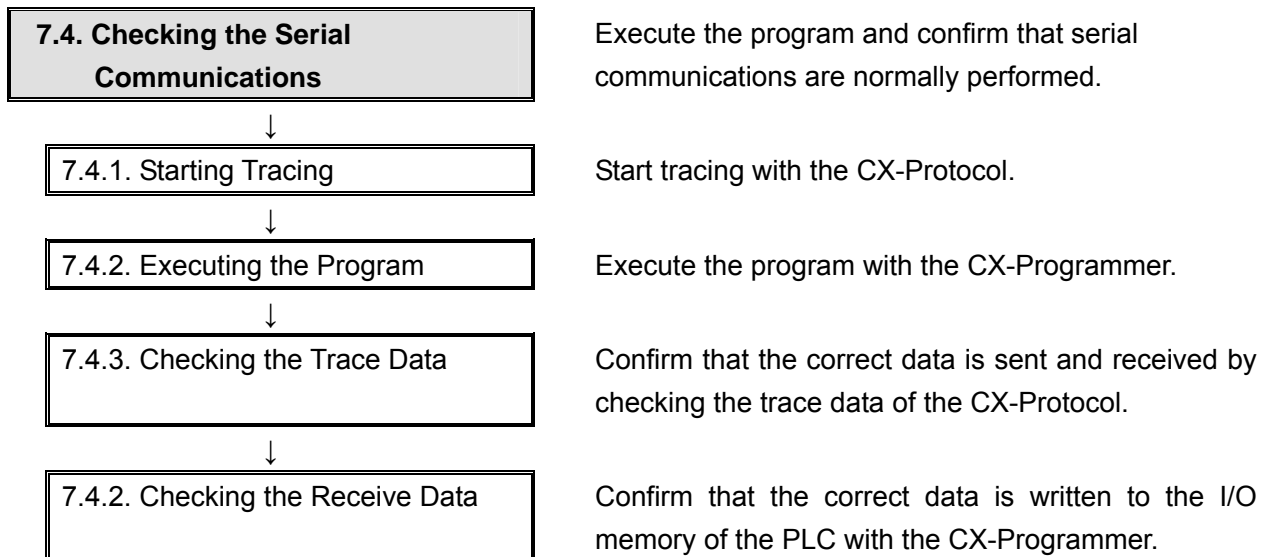 7.4. Checking the Serial
Communications
Execute the program and confirm that serial
communications are normally performed.
↓
7.4.1. Starting Tracing
Start tracing with the CX-Protocol.
↓
7.4.2. Executing the Program
Execute the program with the CX-Programmer.
↓
7.4.3. Checking the Trace Data
Confirm that the correct data is sent and received by
checking the trace data of the CX-Protocol.
↓
7.4.2. Checking the Receive Data
Confirm that the correct data is written to the I/O
memory of the PLC with the CX-Programmer.